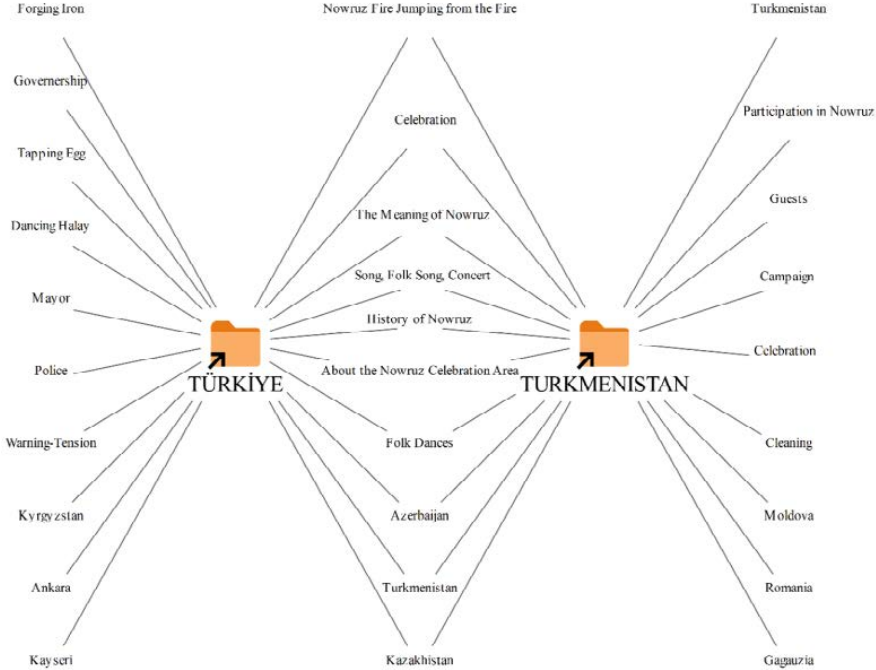 Forging Iron
Nowruz Fire Jumping from the Fire
Turkmenistan
Governership
Participation in Nowruz
Celebration
Tapping Egg
Guests
The Meaning of Nowruz
Dancing Halay
Song, Folk Song, Concert
Campaign
Mayor
History of Nowruz
Celebration
Police
About the Nowruz Celebration Area
TÜRKİYE
TURKMENISTAN
Warning-Tension
Folk Dances
Cleaning
Kyrgyzstan
Azerbaijan
Moldova
Ankara
Turkmenistan
Romania
Kayseri
Kazakhistan
Gagauzia